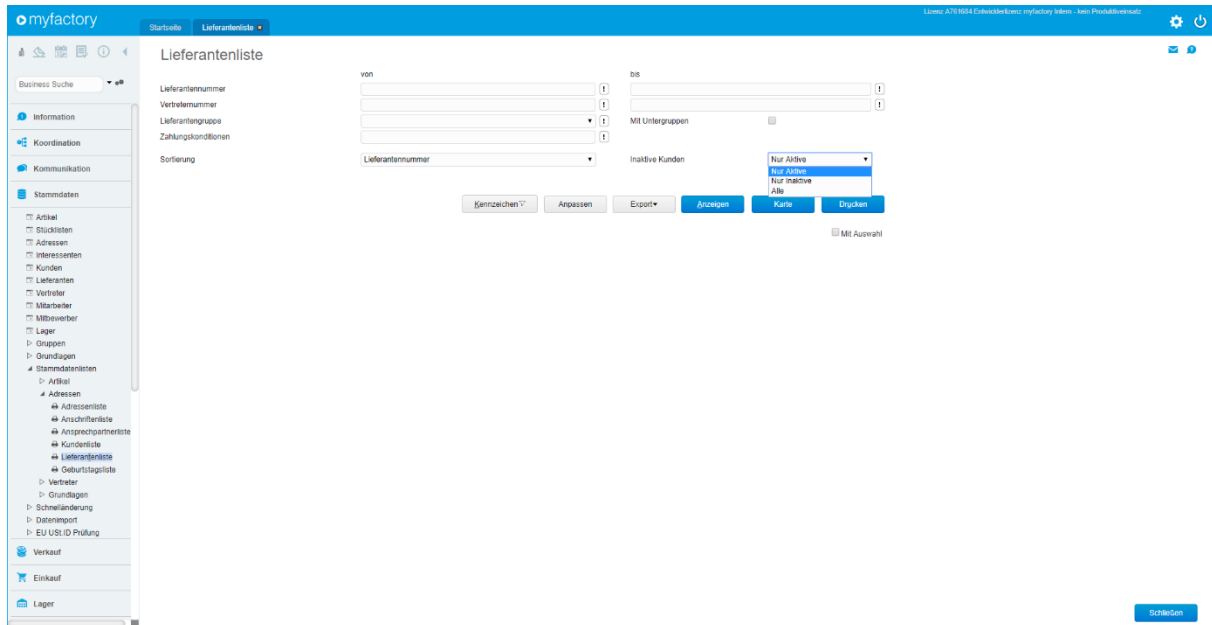 myfactory
Startseite
Lieferantenliste
Lizenz A761664 Entwicklerlizenz myfactory Intern - kein Produktiveinsatz
Lieferantenliste
Business Suche
von
bis
Lieferantennummer
Vertreternummer
Lieferantengruppe
Mit Untergruppen
Zahlungskonditionen
Sortierung
Lieferantennummer
Inaktive Kunden
Nur Aktive
Nur Aktive
Nur Inaktive
Alle
Kennzeichen
Anpassen
Export
Anzeigen
Karte
Drucken
Mit Auswahl
Information
Koordination
Kommunikation
Stammdaten
Artikel
Stücklisten
Adressen
Interessenten
Kunden
Lieferanten
Vertreter
Mitarbeiter
Mitbewerber
Lager
Gruppen
Grundlagen
Stammdatenlisten
Artikel
Adressen
Adressenliste
Anschriftenliste
Ansprechpartnerliste
Kundenliste
Lieferantenliste
Geburtstagsliste
Vertreter
Grundlagen
Schnelländerung
Datenimport
EU USt.ID Prüfung
Verkauf
Einkauf
Lager
Schließen